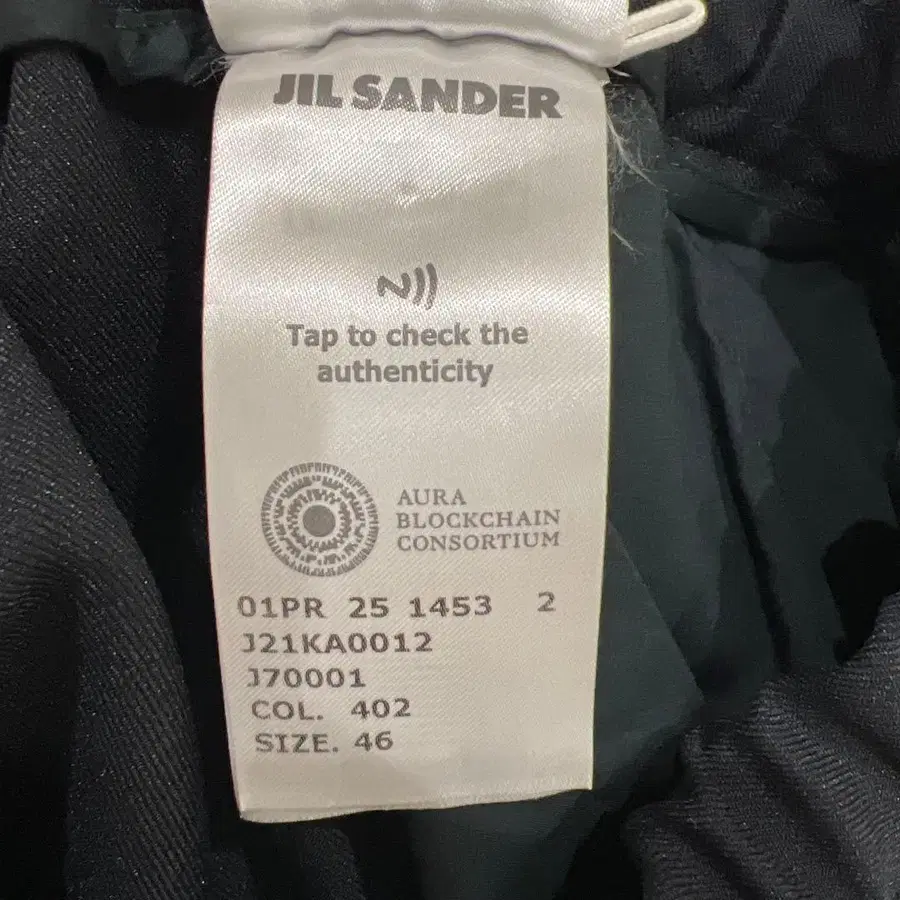 JIL SANDER
Tap to check the
authenticity
AURA
BLOCKCHAIN
CONSORTIUM
01PR 25 1453 2
J21KA0012
J70001
COL. 402
SIZE. 46